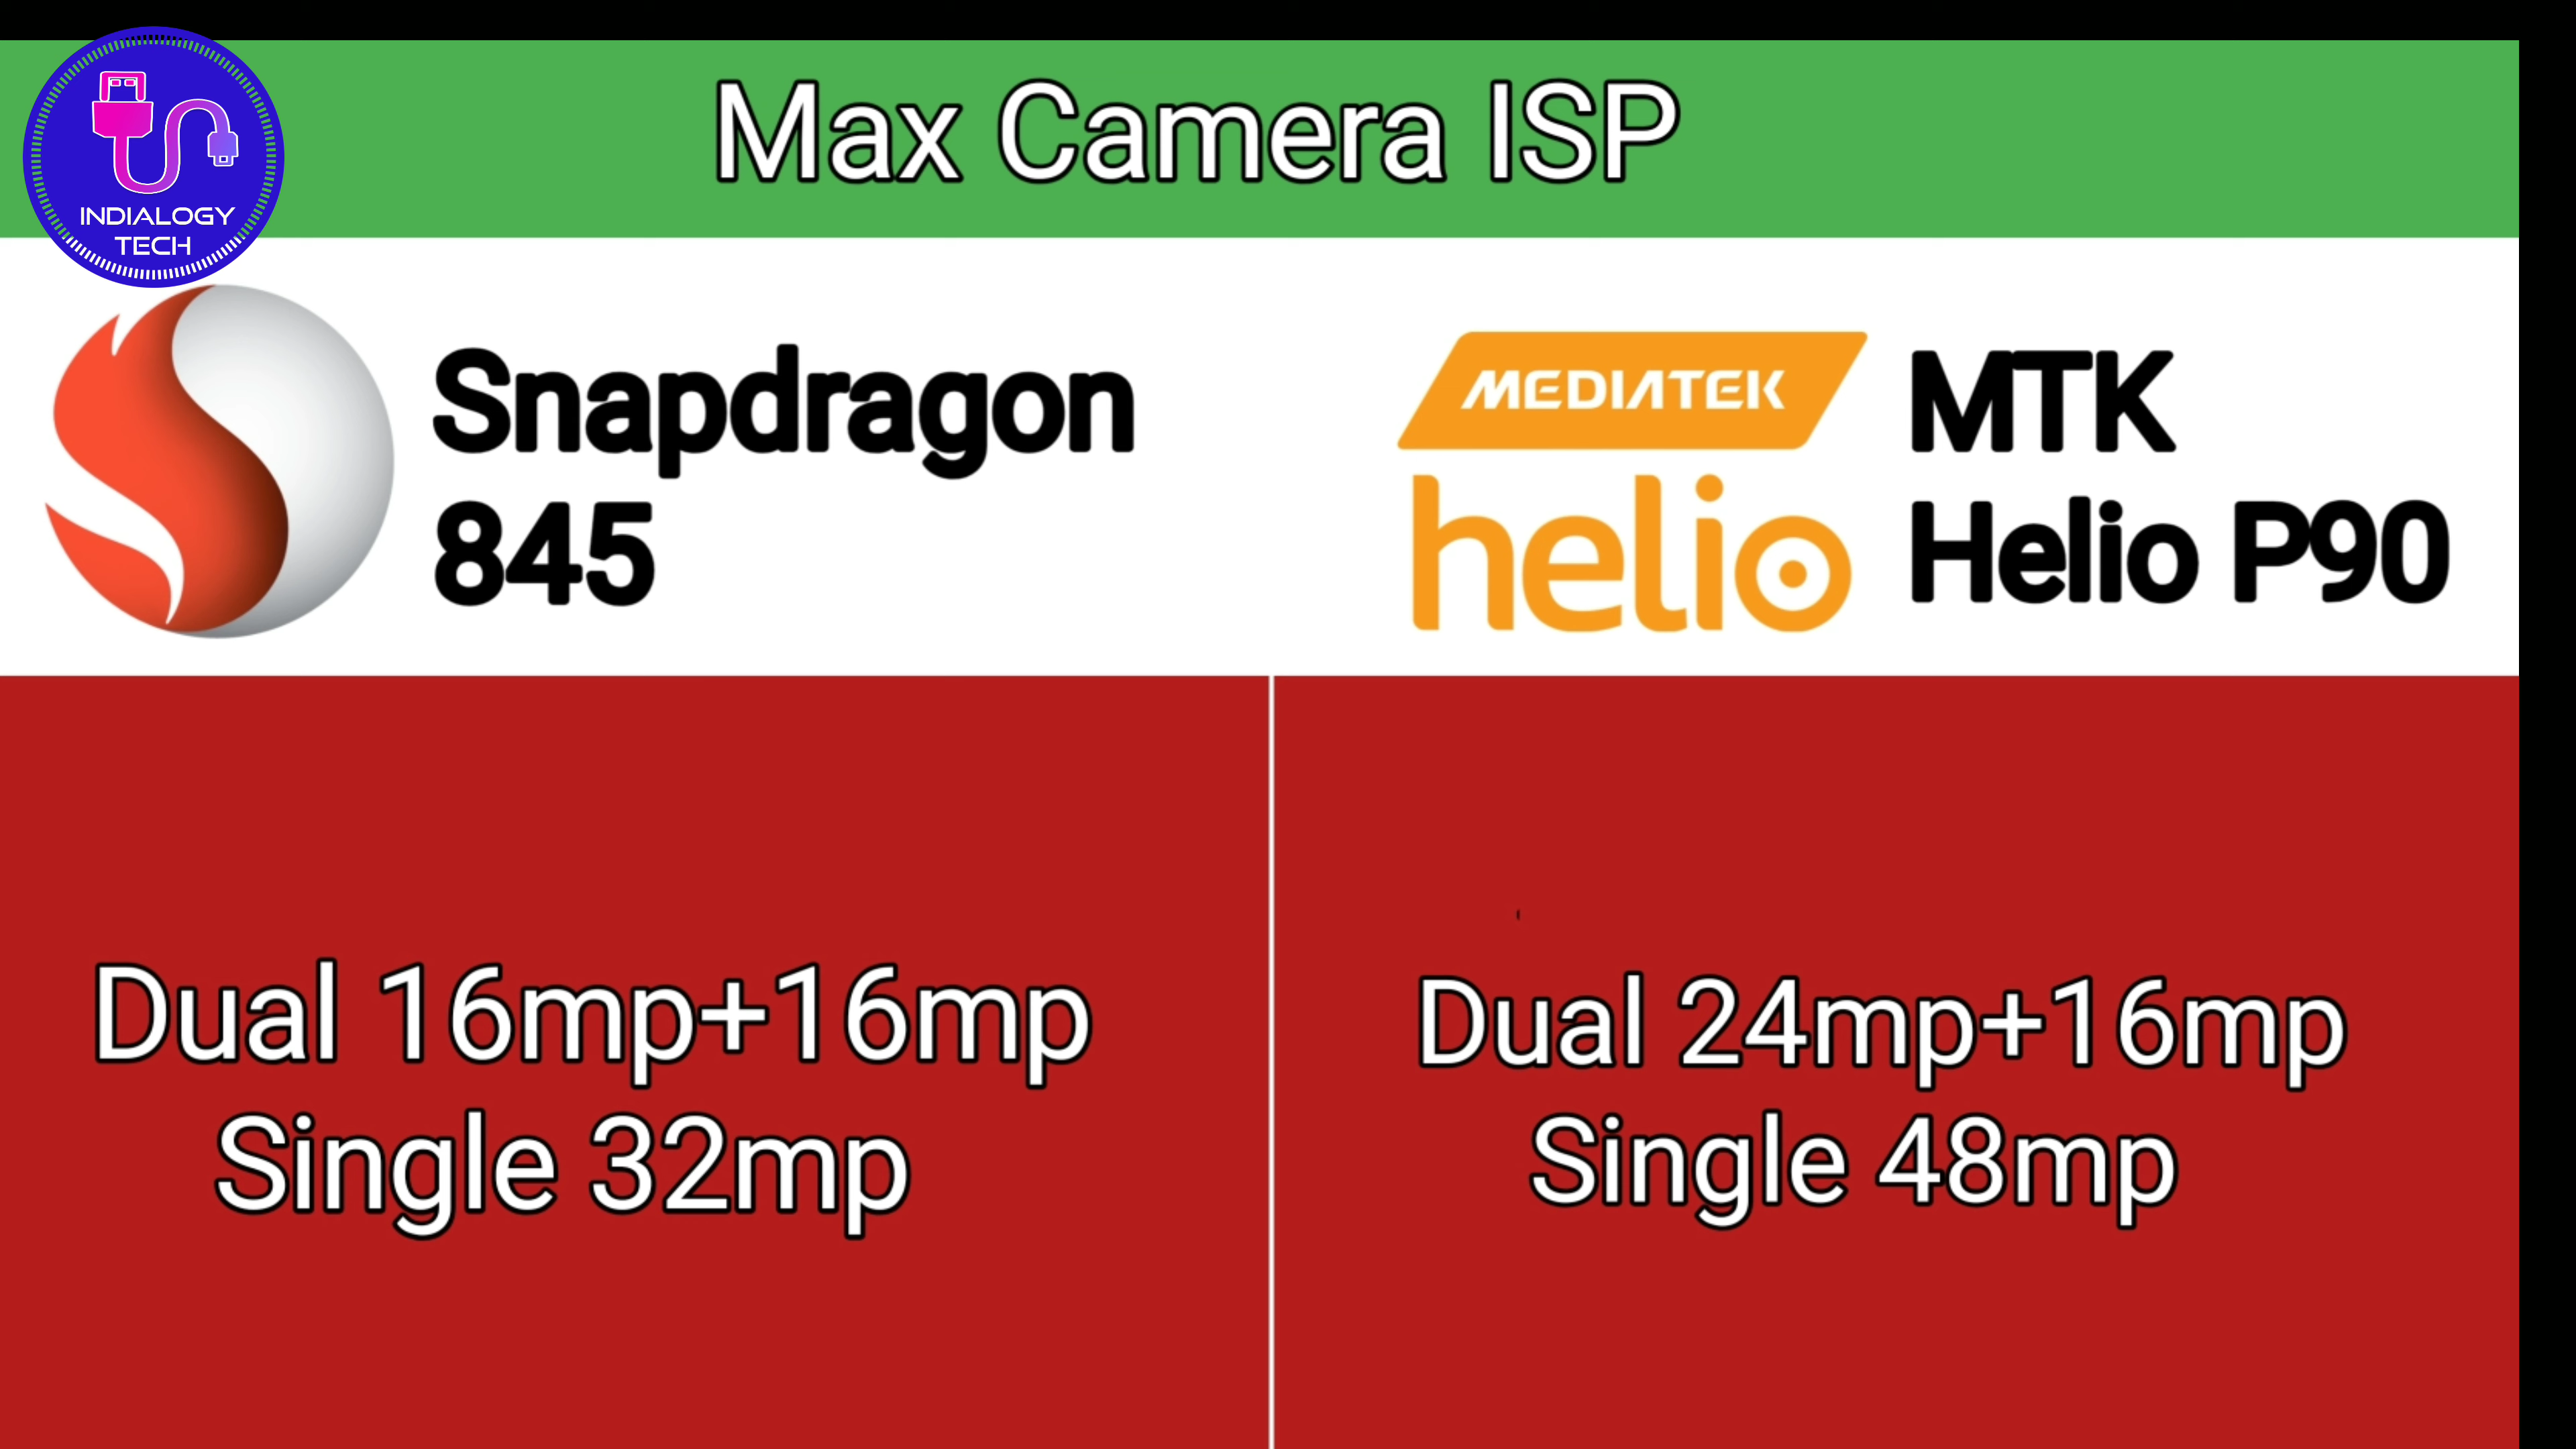 Max Camera ISP
INDIALOGY
TECH
Snapdragon
845
MEDIATEK
helio
MTK
Helio P90
Dual 16mp+16mp
Single 32mp
Dual 24mp+16mp
Single 48mp